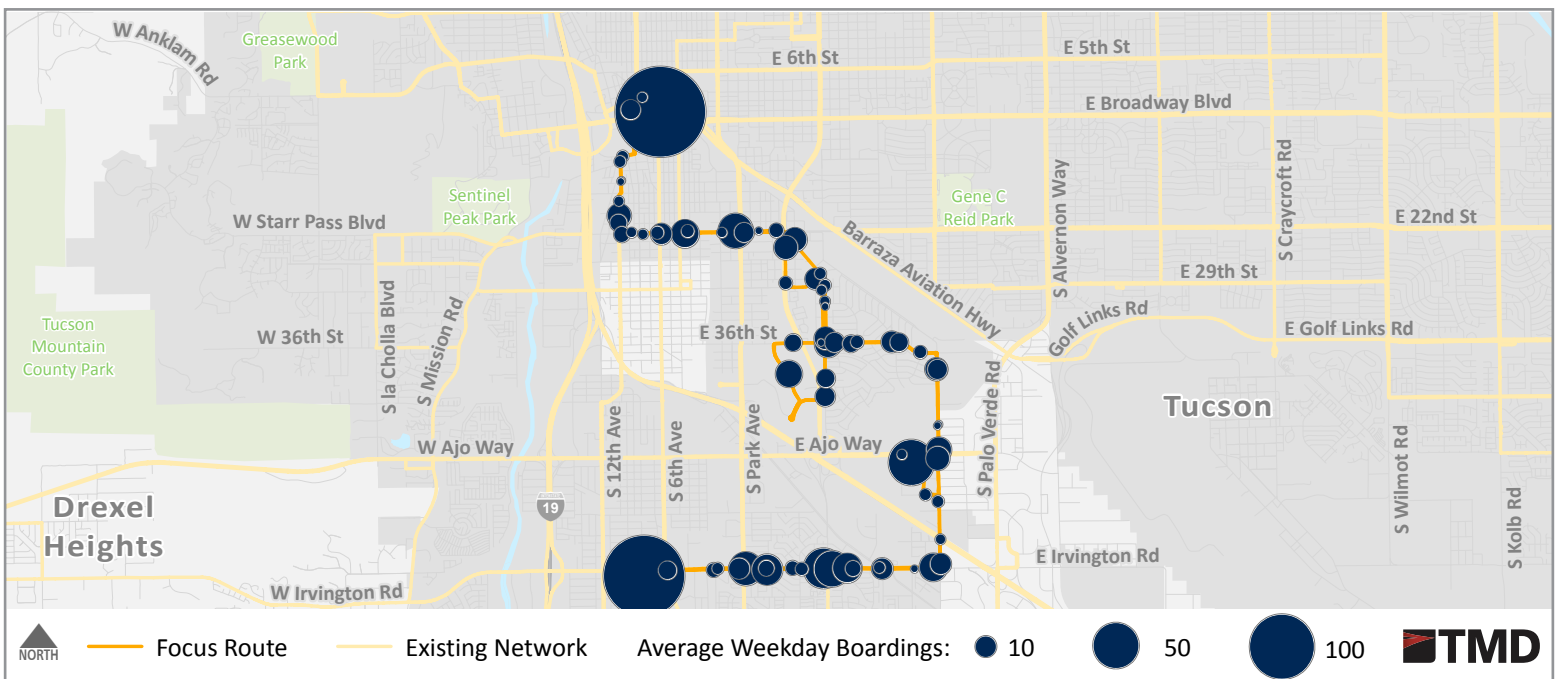 W Anklam Rd
Greasewood
Park
E 6th St
E 5th St
E Broadway Blvd
Sentinel
Peak Park
Gene C
Reid Park
S Alvernon Way
S Craycroft Rd
W Starr Pass Blvd
E 22nd St
Barraza Aviation Hwy
E 29th St
S la Cholla Blvd
S Mission Rd
Tucson
Mountain
County Park
W 36th St
E 36th St
Golf Links Rd
E Golf Links Rd
S Palo Verde Rd
Tucson
S 12th Ave
S 6th Ave
S Park Ave
W Ajo Way
E Ajo Way
S Wilmot Rd
S Kolb Rd
Drexel
Heights
19
E Irvington Rd
W Irvington Rd
NORTH
Focus Route
Existing Network
Average Weekday Boardings:
10
50
100
TMD